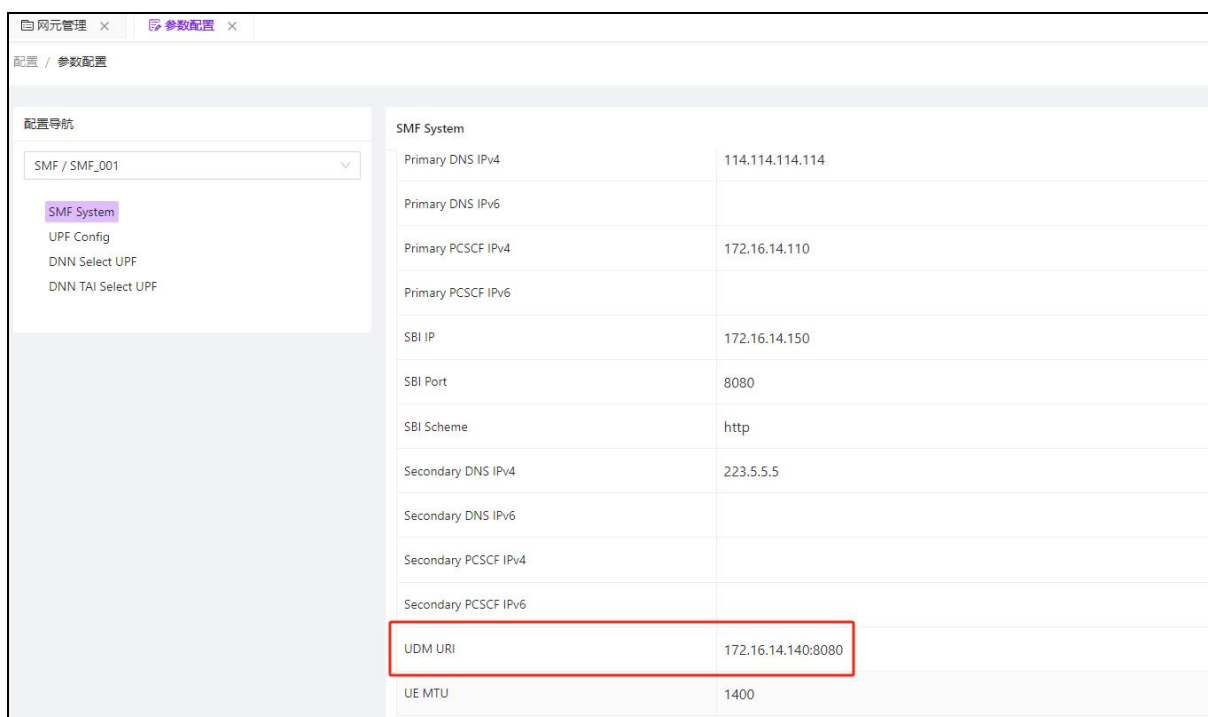 网元管理 × 参数配置 ×
配置 / 参数配置
配置导航
SMF / SMF_001
SMF System
UPF Config
DNN Select UPF
DNN TAI Select UPF
SMF System
Primary DNS IPv4 114.114.114.114
Primary DNS IPv6
Primary PCSCF IPv4 172.16.14.110
Primary PCSCF IPv6
SBI IP 172.16.14.150
SBI Port 8080
SBI Scheme http
Secondary DNS IPv4 223.5.5.5
Secondary DNS IPv6
Secondary PCSCF IPv4
Secondary PCSCF IPv6
UDM URI 172.16.14.140:8080
UE MTU 1400